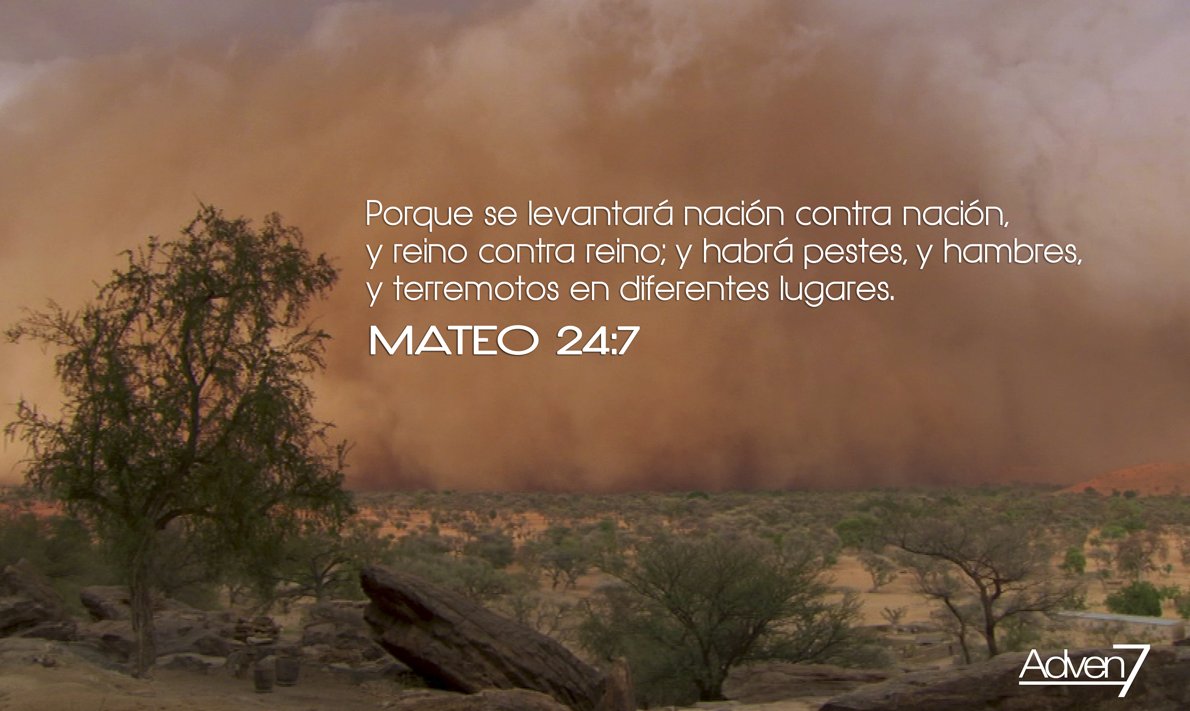 Porque se levantará nación contra nación,
y reino contra reino; y habrá pestes, y hambres,
y terremotos en diferentes lugares.
MATEO 24:7
Adven7